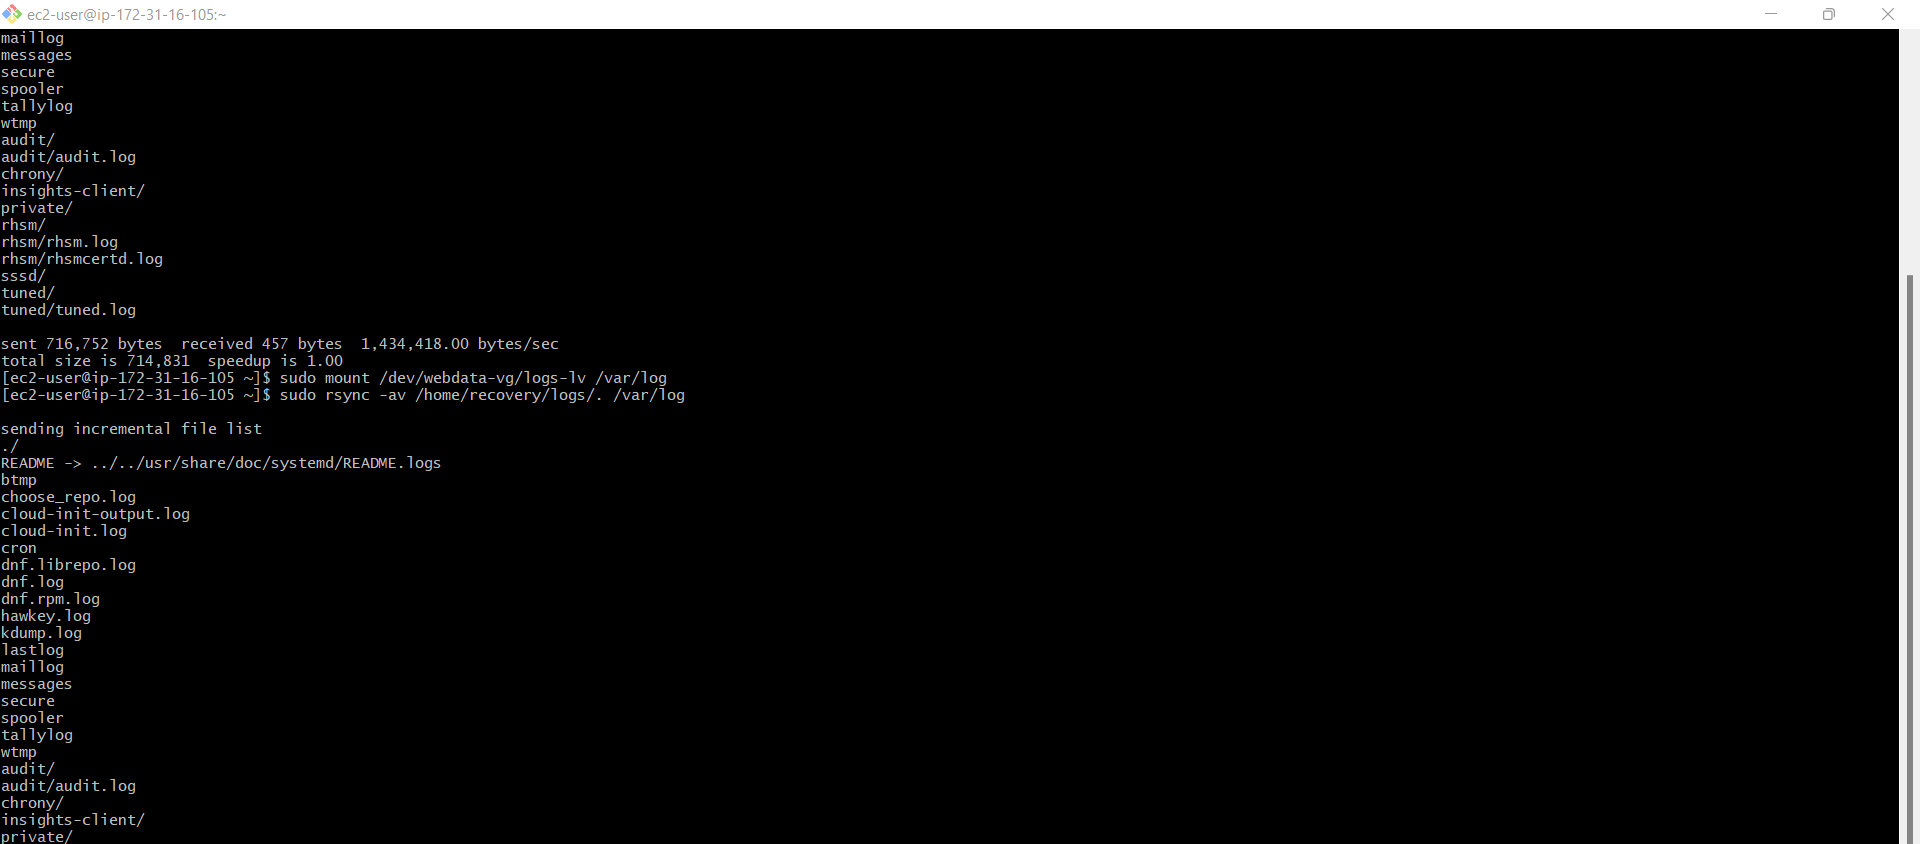 ec2-user@ip-172-31-16-105:~
maillog
messages
secure
spooler
tallylog
wtmp
audit/
audit/audit.log
chrony/
insights-client/
private/
rhsm/
rhsm/rhsm.log
rhsm/rhsmcertd.log
sssd/
tuned/
tuned/tuned.log
sent 716,752 bytes  received 457 bytes  1,434,418.00 bytes/sec
total size is 714,831  speedup is 1.00
[ec2-user@ip-172-31-16-105 ~]$ sudo mount /dev/webdata-vg/logs-lv /var/log
[ec2-user@ip-172-31-16-105 ~]$ sudo rsync -av /home/recovery/logs/. /var/log
sending incremental file list
./
README -> ../../usr/share/doc/systemd/README.logs
btmp
choose_repo.log
cloud-init-output.log
cloud-init.log
cron
dnf.librepo.log
dnf.log
dnf.rpm.log
hawkey.log
kdump.log
lastlog
maillog
messages
secure
spooler
tallylog
wtmp
audit/
audit/audit.log
chrony/
insights-client/
private/